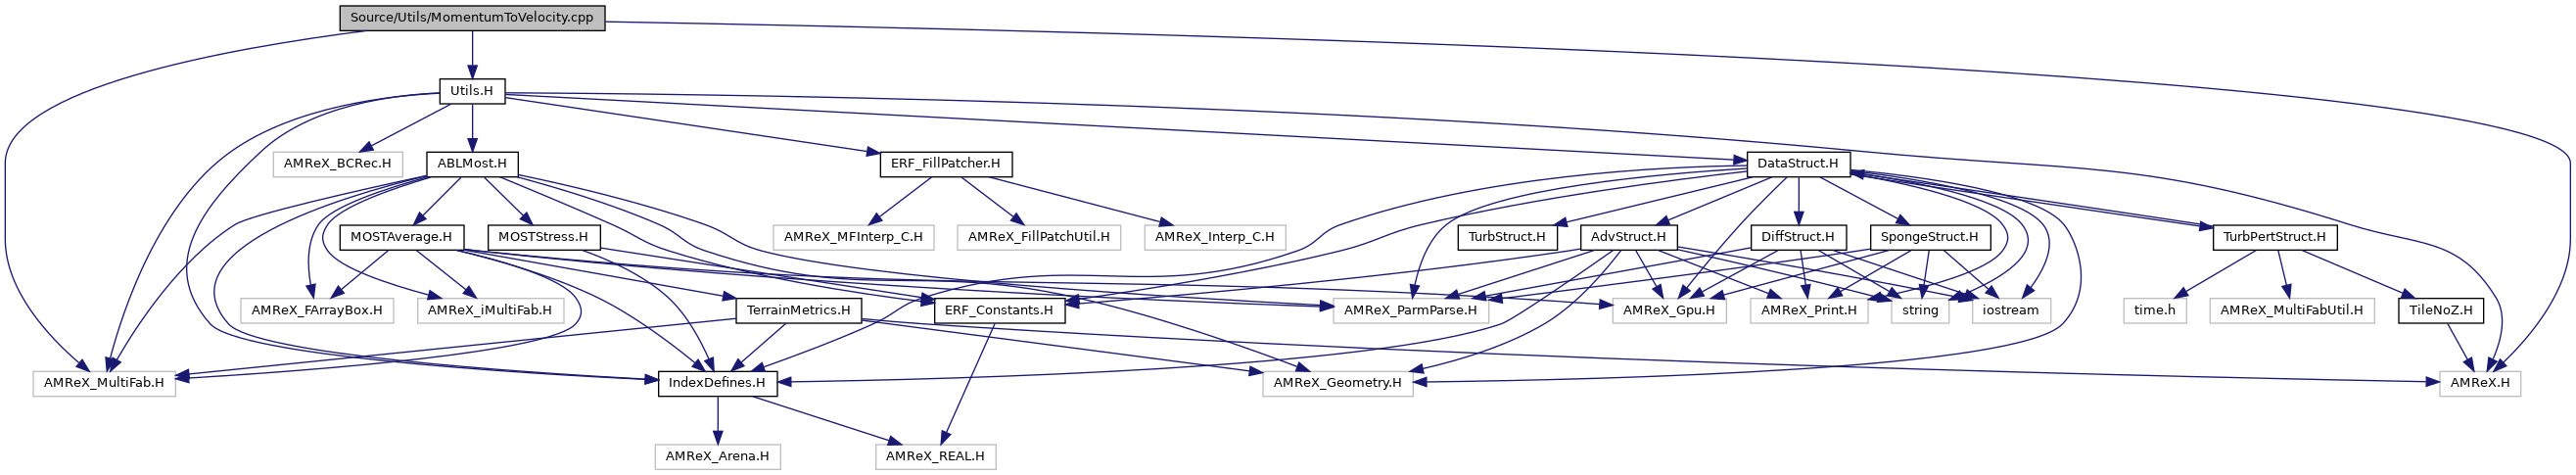 Source/Utils/MomentumToVelocity.cpp
Utils.H
AMReX_BCRec.H
ABLMost.H
ERF_FillPatcher.H
DataStruct.H
MOSTAverage.H
MOSTStress.H
AMReX_MFInterp_C.H
AMReX_FillPatchUtil.H
AMReX_Interp_C.H
TurbStruct.H
AdvStruct.H
DiffStruct.H
SpongeStruct.H
TurbPertStruct.H
AMReX_FArrayBox.H
AMReX_iMultiFab.H
TerrainMetrics.H
ERF_Constants.H
AMReX_ParmParse.H
AMReX_Gpu.H
AMReX_Print.H
string
iostream
time.h
AMReX_MultiFabUtil.H
TileNoZ.H
AMReX_MultiFab.H
IndexDefines.H
AMReX_Geometry.H
AMReX.H
AMReX_Arena.H
AMReX_REAL.H